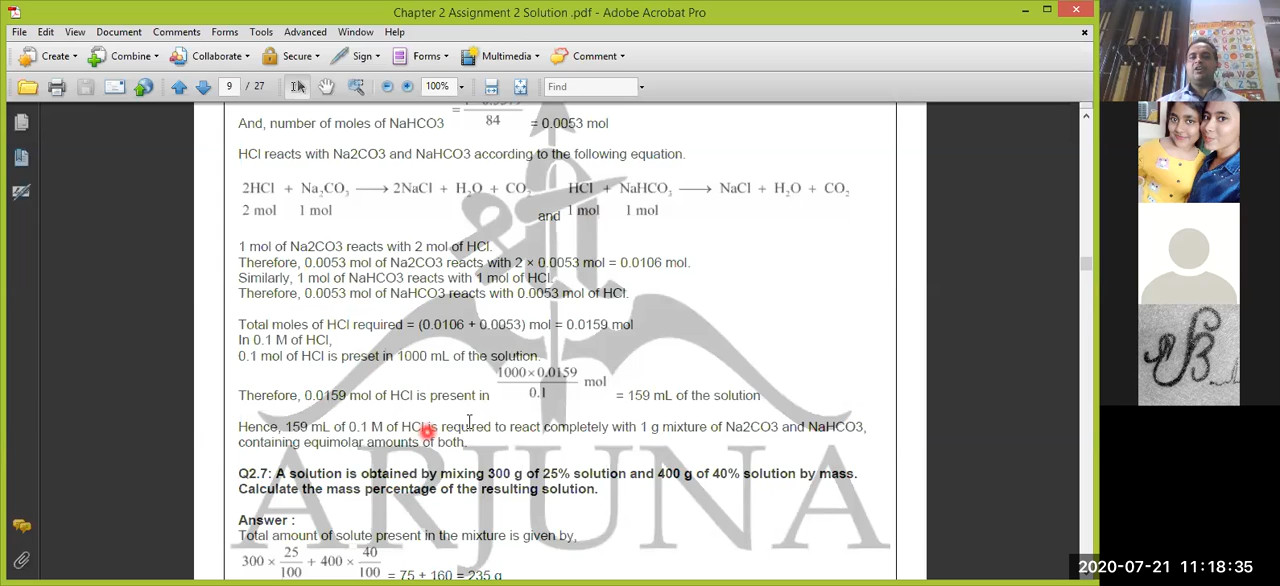 Chapter 2 Assignment 2 Solution .pdf - Adobe Acrobat Pro
File Edit View Document Comments Forms Tools Advanced Window Help
Create Combine Collaborate Secure Sign Forms Multimedia Comment
9 / 27 100% Find
84
And, number of moles of NaHCO3 = 0.0053 mol
HCl reacts with Na2CO3 and NaHCO3 according to the following equation.
2HCl + Na₂CO₃ ⟶ 2NaCl + H₂O + CO₂ HCl + NaHCO₃ ⟶ NaCl + H₂O + CO₂
2 mol 1 mol and 1 mol 1 mol
1 mol of Na2CO3 reacts with 2 mol of HCl.
Therefore, 0.0053 mol of Na2CO3 reacts with 2 × 0.0053 mol = 0.0106 mol.
Similarly, 1 mol of NaHCO3 reacts with 1 mol of HCl.
Therefore, 0.0053 mol of NaHCO3 reacts with 0.0053 mol of HCl.
Total moles of HCl required = (0.0106 + 0.0053) mol = 0.0159 mol
In 0.1 M of HCl,
0.1 mol of HCl is preset in 1000 mL of the solution.
Therefore, 0.0159 mol of HCl is present in 1000×0.0159 / 0.1 mol = 159 mL of the solution
Hence, 159 mL of 0.1 M of HCl is required to react completely with 1 g mixture of Na2CO3 and NaHCO3,
containing equimolar amounts of both.
Q2.7: A solution is obtained by mixing 300 g of 25% solution and 400 g of 40% solution by mass.
Calculate the mass percentage of the resulting solution.
Answer :
Total amount of solute present in the mixture is given by,
300 × 25/100 + 400 × 40/100 = 75 + 160 = 235 g
ARJUNA
2020-07-21 11:18:35